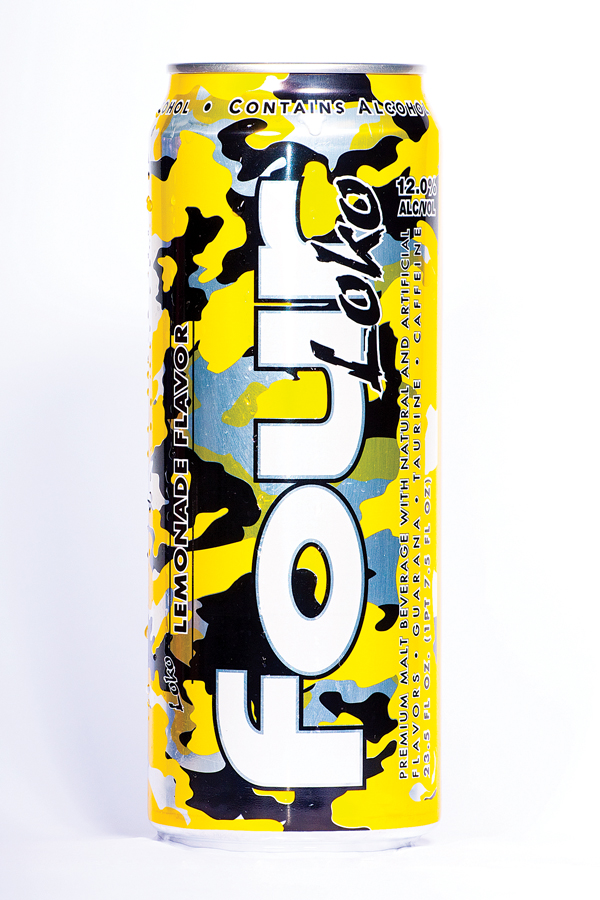 OHOL • CONTAINS ALCOHOL
12.0%
ALC/VOL
four
Loko
Loko
LEMONADE FLAVOR
PREMIUM MALT BEVERAGE WITH NATURAL AND ARTIFICIAL
FLAVORS • GUARANA • TAURINE • CAFFEINE
23.5 FL OZ. (1PT 7.5 FL OZ)